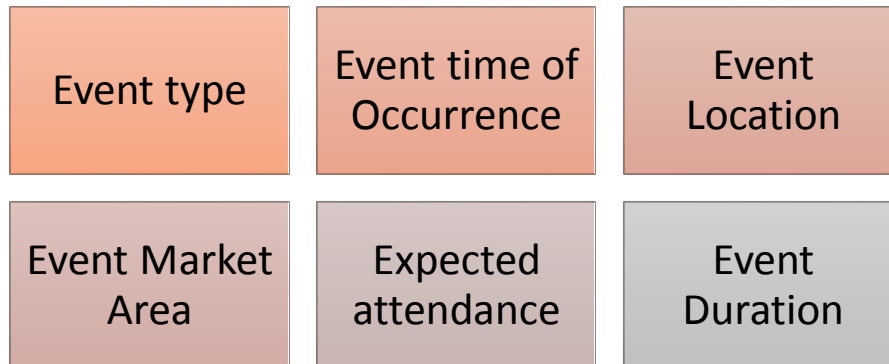 Event type
Event time of
Occurrence
Event
Location
Event Market
Area
Expected
attendance
Event
Duration